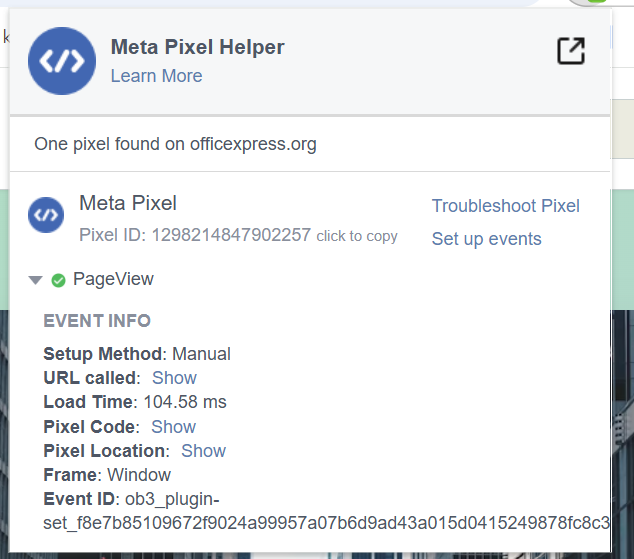 Meta Pixel Helper
Learn More
One pixel found on officexpress.org
Meta Pixel
Pixel ID: 1298214847902257 click to copy
Troubleshoot Pixel
Set up events
PageView
EVENT INFO
Setup Method: Manual
URL called: Show
Load Time: 104.58 ms
Pixel Code: Show
Pixel Location: Show
Frame: Window
Event ID: ob3_plugin-
set_f8e7b85109672f9024a99957a07b6d9ad43a015d0415249878fc8c3